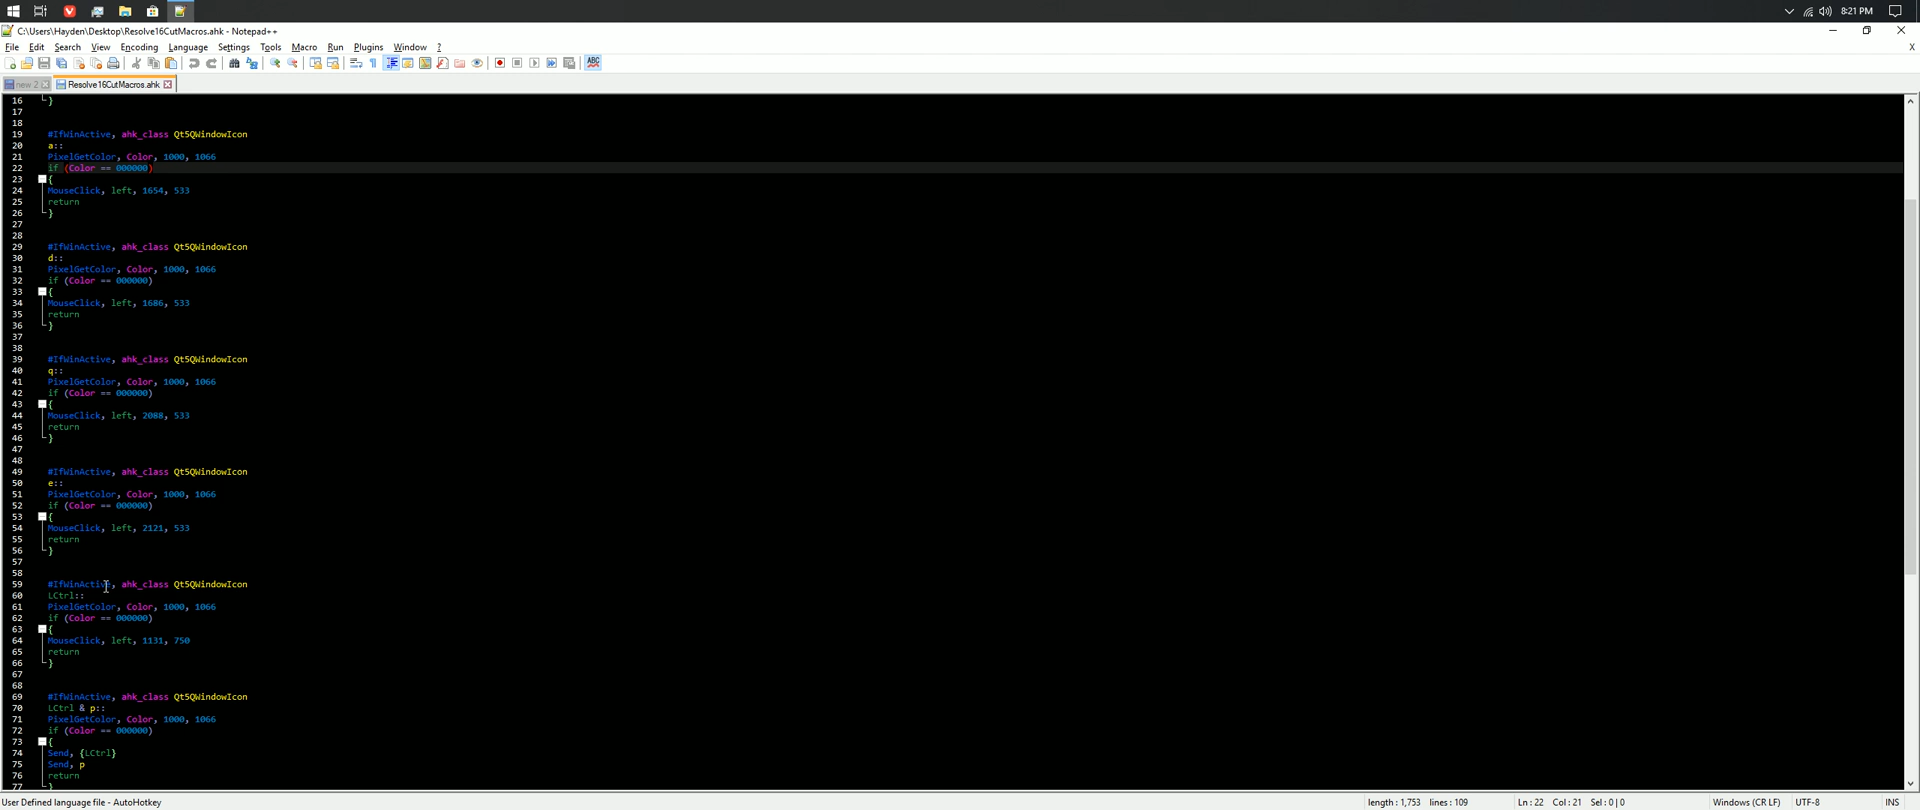 8:21 PM
C:\Users\Hayden\Desktop\Resolve16CutMacros.ahk - Notepad++
File Edit Search View Encoding Language Settings Tools Macro Run Plugins Window ? X
ABC
new 2 Resolve16CutMacros.ahk
16 }
17
18
19 #IfWinActive, ahk_class Qt5QWindowIcon
20 a::
21 PixelGetColor, Color, 1000, 1066
22 if (Color == 000000)
23 {
24 MouseClick, left, 1654, 533
25 return
26 }
27
28
29 #IfWinActive, ahk_class Qt5QWindowIcon
30 d::
31 PixelGetColor, Color, 1000, 1066
32 if (Color == 000000)
33 {
34 MouseClick, left, 1686, 533
35 return
36 }
37
38
39 #IfWinActive, ahk_class Qt5QWindowIcon
40 q::
41 PixelGetColor, Color, 1000, 1066
42 if (Color == 000000)
43 {
44 MouseClick, left, 2088, 533
45 return
46 }
47
48
49 #IfWinActive, ahk_class Qt5QWindowIcon
50 e::
51 PixelGetColor, Color, 1000, 1066
52 if (Color == 000000)
53 {
54 MouseClick, left, 2121, 533
55 return
56 }
57
58
59 #IfWinActive, ahk_class Qt5QWindowIcon
60 LCtrl::
61 PixelGetColor, Color, 1000, 1066
62 if (Color == 000000)
63 {
64 MouseClick, left, 1131, 750
65 return
66 }
67
68
69 #IfWinActive, ahk_class Qt5QWindowIcon
70 LCtrl & p::
71 PixelGetColor, Color, 1000, 1066
72 if (Color == 000000)
73 {
74 Send, {LCtrl}
75 Send, p
76 return
77 }
User Defined language file - AutoHotkey length : 1,753 lines : 109 Ln : 22 Col : 21 Sel : 0 | 0 Windows (CR LF) UTF-8 INS